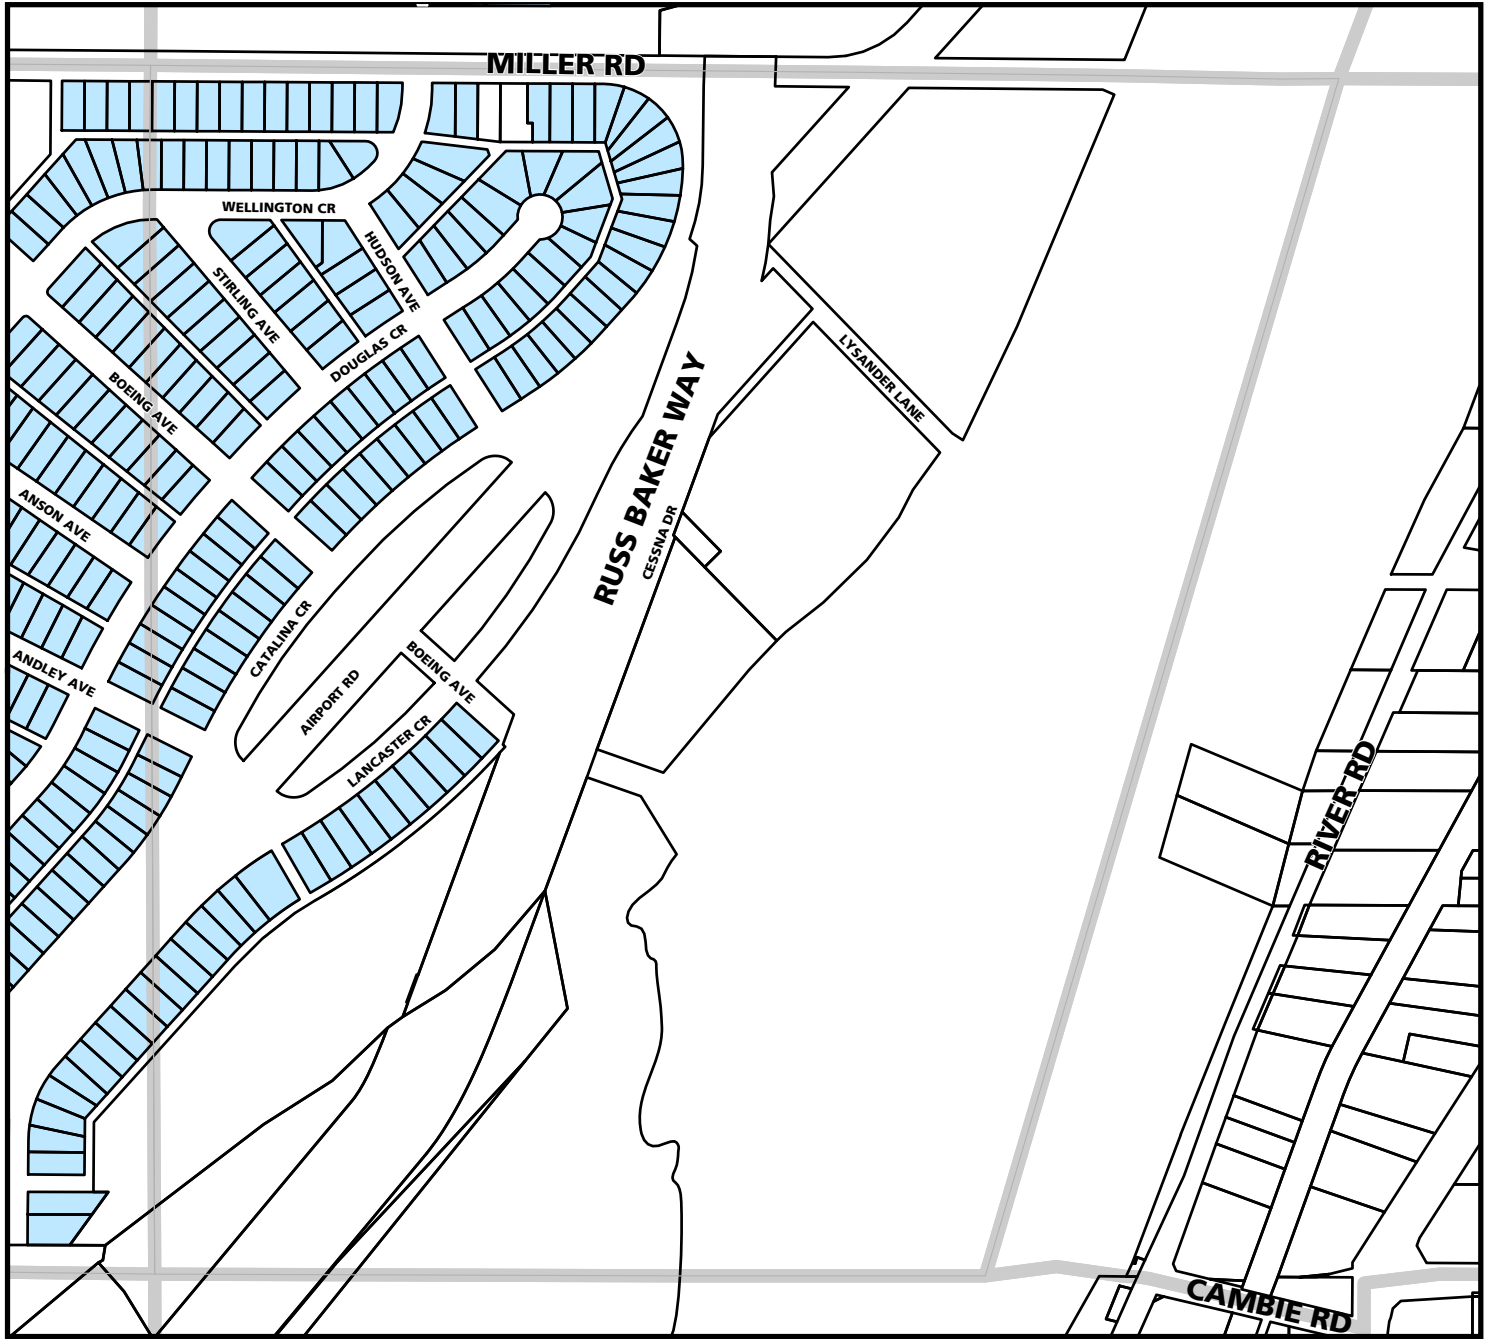 MILLER RD
WELLINGTON CR
HUDSON AVE
STIRLING AVE
DOUGLAS CR
LYSANDER LANE
BOEING AVE
RUSS BAKER WAY
CESSNA DR
ANSON AVE
CATALINA CR
ANDLEY AVE
BOEING AVE
AIRPORT RD
LANCASTER CR
RIVER RD
CAMBIE RD